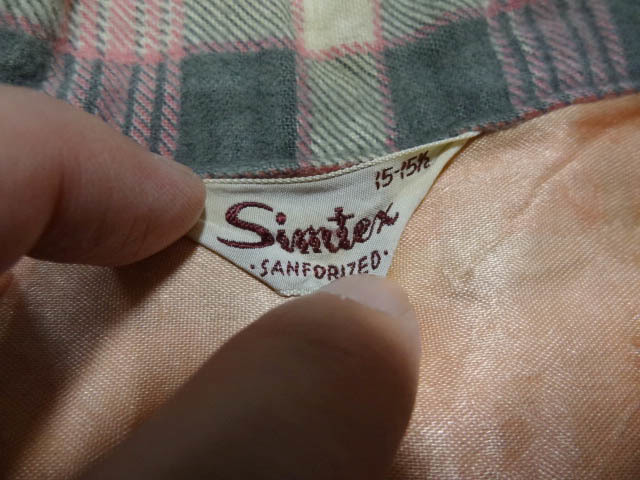 15-15½
Simtex
·SANFORIZED·